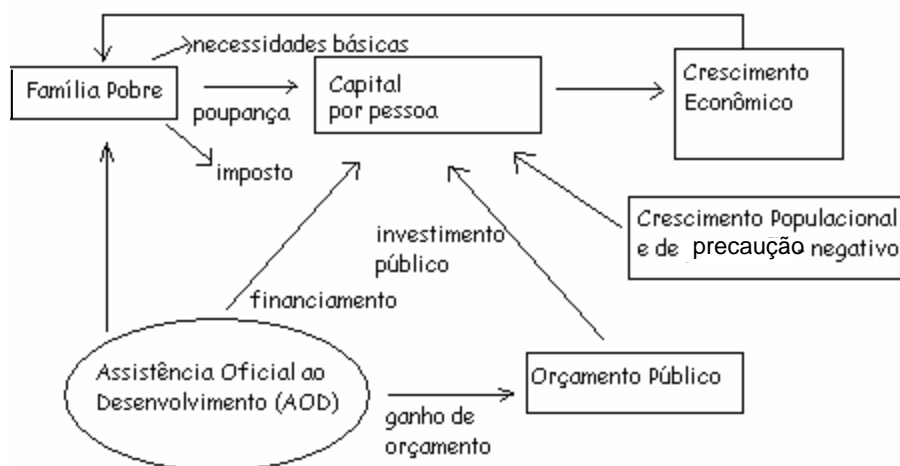 necessidades básicas
Família Pobre
poupança
imposto
Capital
por pessoa
Crescimento
Econômico
Crescimento Populacional
e de precaução negativo
investimento
público
financiamento
Assistência Oficial ao
Desenvolvimento (AOD)
ganho de
orçamento
Orçamento Público